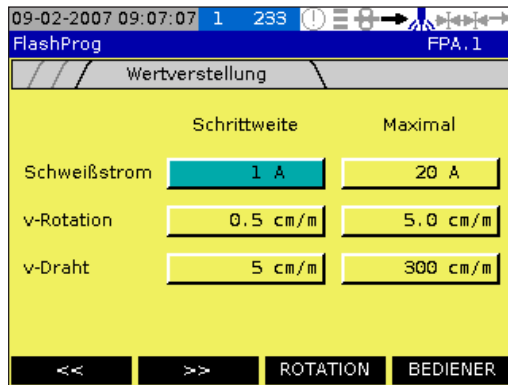 09-02-2007 09:07:07 1 233
FlashProg FPA.1
Wertverstellung
Schrittweite Maximal
Schweißstrom 1 A 20 A
v-Rotation 0.5 cm/m 5.0 cm/m
v-Draht 5 cm/m 300 cm/m
<< >> ROTATION BEDIENER